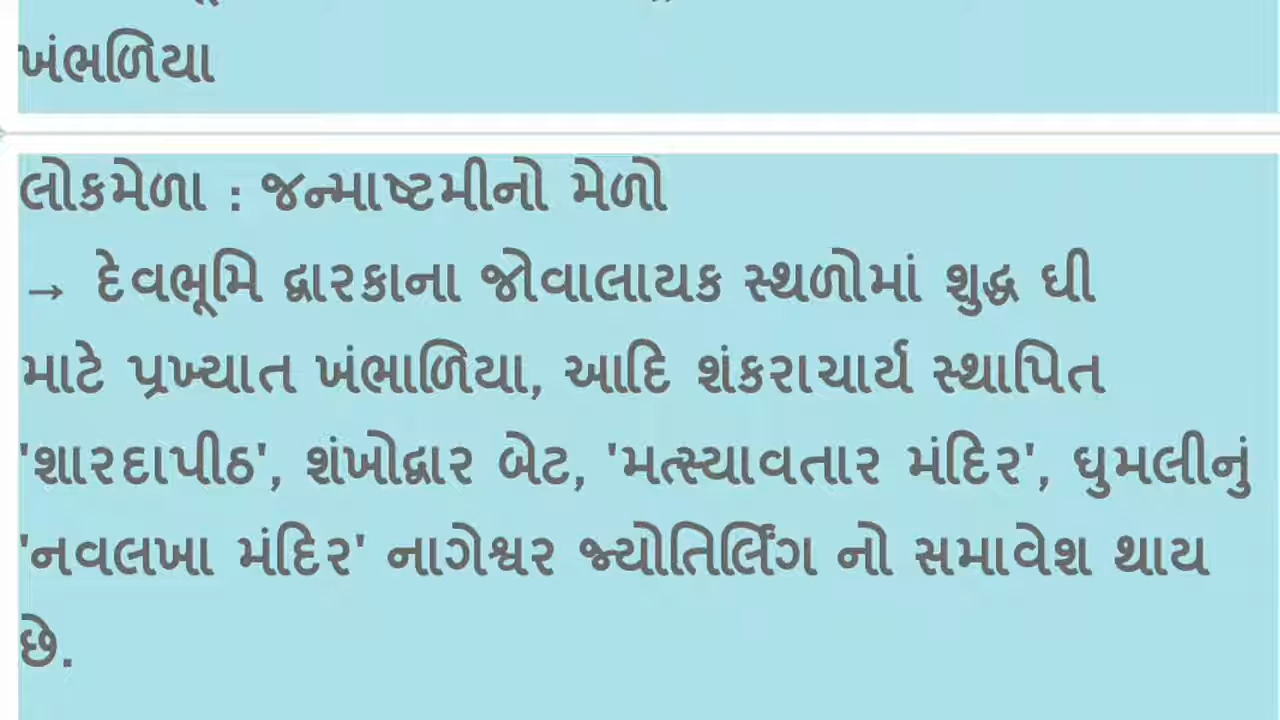 ખંભળિયા
લોકમેળા : જન્માષ્ટમીનો મેળો
→ દેવભૂમિ દ્વારકાના જોવાલાયક સ્થળોમાં શુદ્ધ ઘી
માટે પ્રખ્યાત ખંભાળિયા, આદિ શંકરાચાર્ય સ્થાપિત
'શારદાપીઠ', શંખોદ્વાર બેટ, 'મત્સ્યાવતાર મંદિર', ઘુમલીનું
'નવલખા મંદિર' નાગેશ્વર જ્યોતિર્લિંગ નો સમાવેશ થાય
છે.